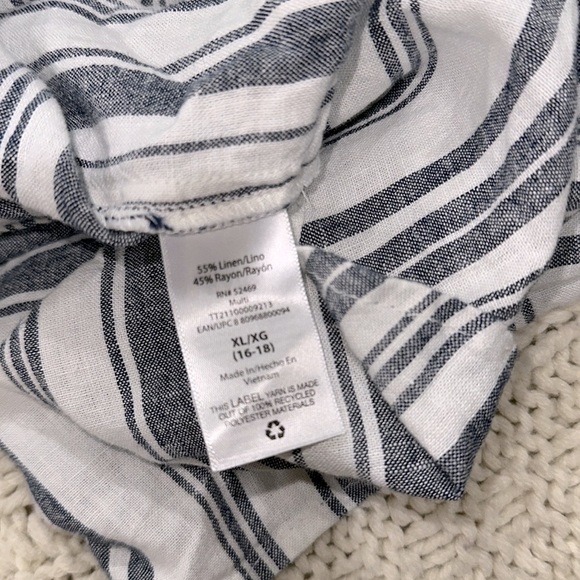 55% Linen/Lino
45% Rayon/Rayón
RN# 52469
Multi
TT21100009213
EAN/UPC 8 80968800094
XL/XG
(16-18)
Made in/Hecho En
Vietnam
THIS LABEL YARN IS MADE
OUT OF 100% RECYCLED
POLYESTER MATERIALS